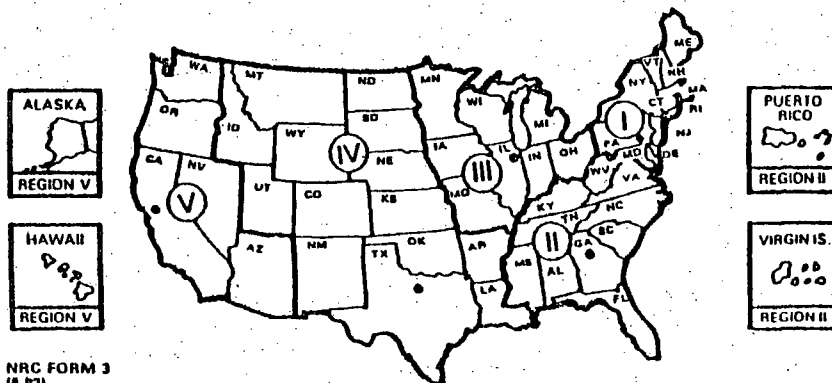 ALASKA
REGION V
HAWAII
REGION V
WA
OR
CA
NV
ID
MT
WY
UT
AZ
CO
NM
ND
SD
NE
KS
OK
TX
MN
IA
MO
AR
LA
WI
IL
MI
IN
OH
KY
TN
MS
AL
GA
FL
SC
NC
VA
WV
MD
DE
PA
NJ
NY
CT
RI
MA
VT
NH
ME
I
II
III
IV
V
PUERTO
RICO
REGION II
VIRGIN IS.
REGION II
NRC FORM 3